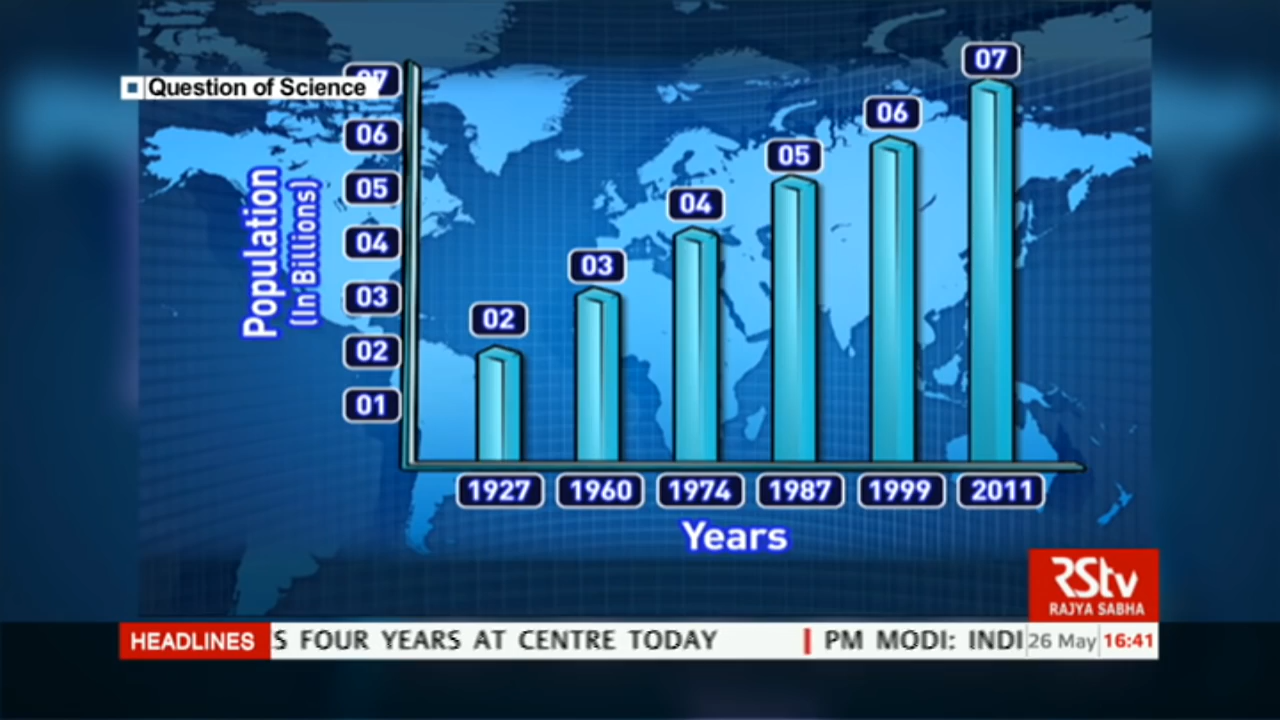 Question of Science
07
07
06
06
05
05
04
04
03
03
02
02
01
Population
(In Billions)
1927 1960 1974 1987 1999 2011
Years
RStv
RAJYA SABHA
HEADLINES S FOUR YEARS AT CENTRE TODAY | PM MODI: INDI 26 May 16:41